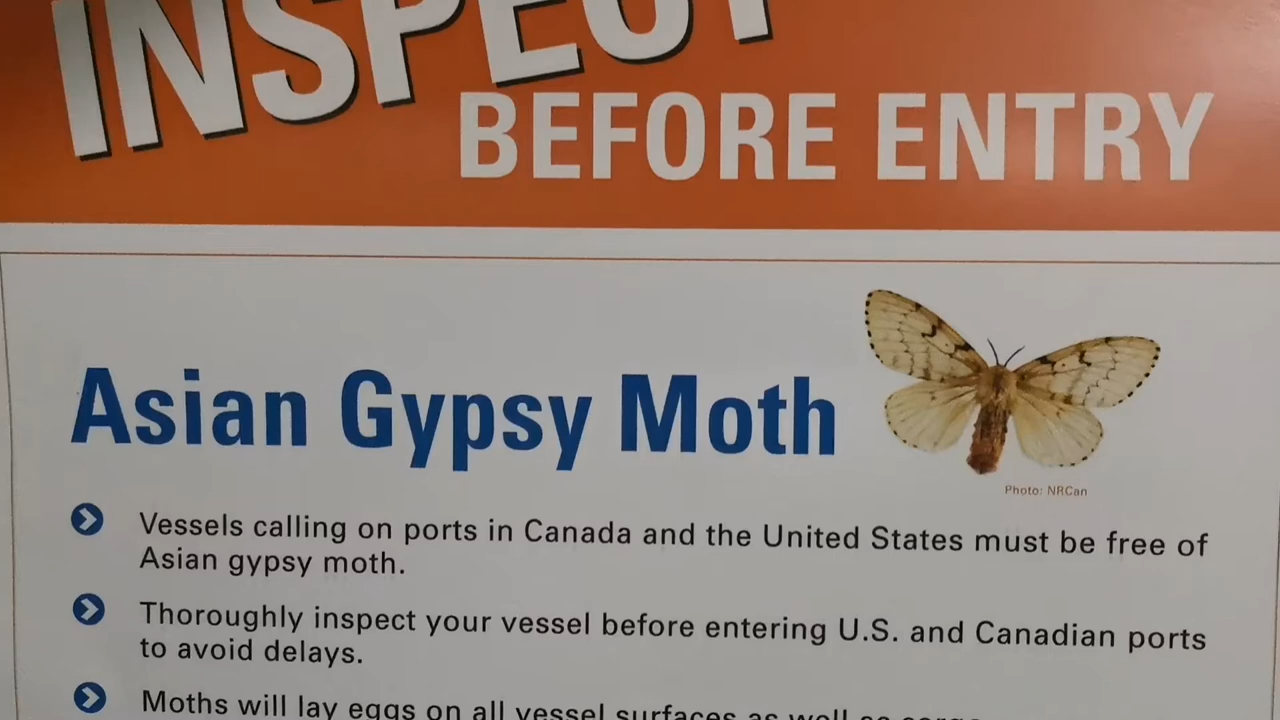 INSPECT
BEFORE ENTRY
Asian Gypsy Moth
Photo: NRCan
Vessels calling on ports in Canada and the United States must be free of
Asian gypsy moth.
Thoroughly inspect your vessel before entering U.S. and Canadian ports
to avoid delays.
Moths will lay eggs on all vessel surfaces as well as cargo